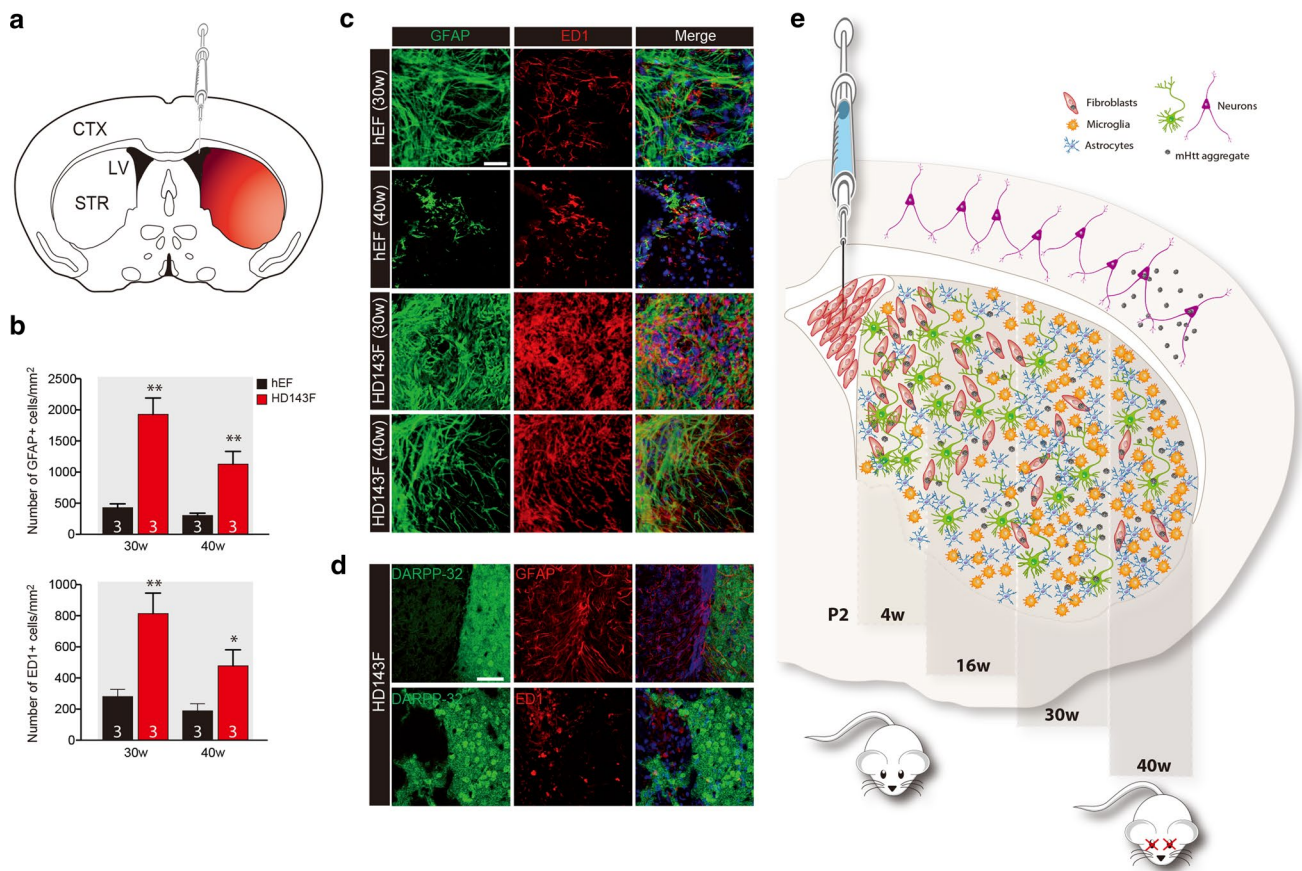 a
CTX
LV
STR
b
Number of GFAP+ cells/mm²
2500
2000
1500
1000
500
0
hEF
HD143F
**
**
3
3
3
3
30w
40w
Number of ED1+ cells/mm²
1000
800
600
400
200
0
**
*
3
3
3
3
30w
40w
c
GFAP
ED1
Merge
hEF (30w)
hEF (40w)
HD143F (30w)
HD143F (40w)
d
HD143F
DARPP-32
GFAP
DARPP-32
ED1
e
Fibroblasts
Microglia
Astrocytes
Neurons
mHtt aggregate
P2
4w
16w
30w
40w